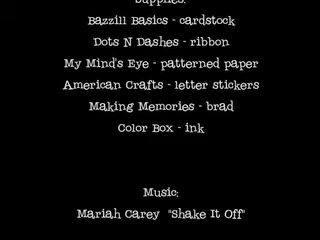 Supplies:
Bazzill Basics - cardstock
Dots N Dashes - ribbon
My Mind's Eye - patterned paper
American Crafts - letter stickers
Making Memories - brad
Color Box - ink
Music:
Mariah Carey "Shake It Off"